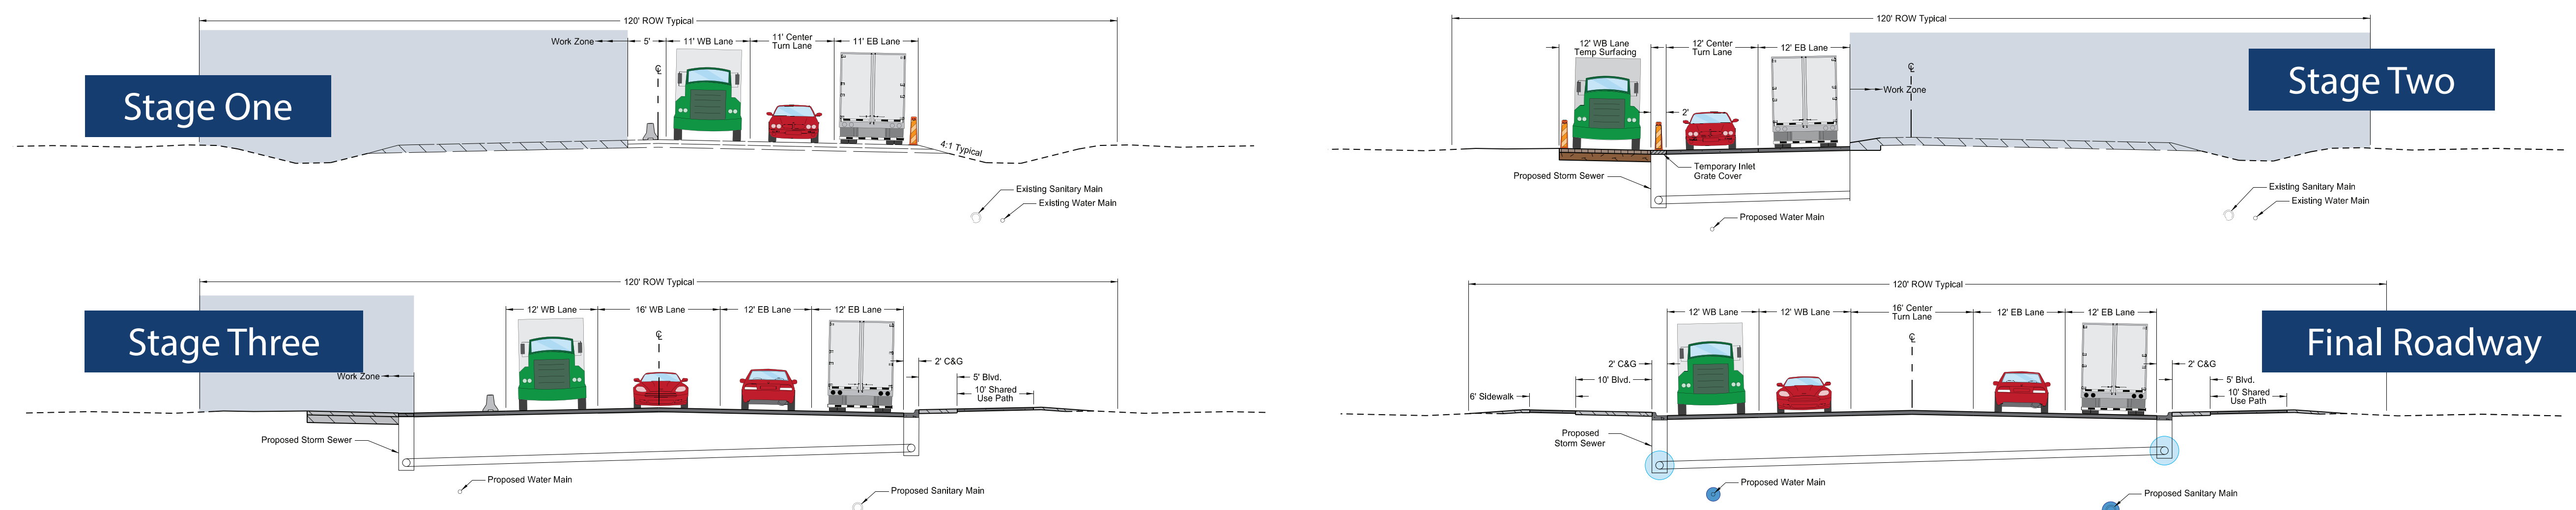 120' ROW Typical
Work Zone
5'
11' WB Lane
11' Center
Turn Lane
11' EB Lane
℄
Stage One
4:1 Typical
Existing Sanitary Main
Existing Water Main
120' ROW Typical
12' WB Lane
Temp Surfacing
12' Center
Turn Lane
12' EB Lane
℄
Work Zone
Stage Two
2'
Temporary Inlet
Grate Cover
Proposed Storm Sewer
Proposed Water Main
Existing Sanitary Main
Existing Water Main
120' ROW Typical
12' WB Lane
16' WB Lane
12' EB Lane
12' EB Lane
℄
Stage Three
Work Zone
2' C&G
5' Blvd.
10' Shared
Use Path
Proposed Storm Sewer
Proposed Water Main
Proposed Sanitary Main
120' ROW Typical
12' WB Lane
12' WB Lane
16' Center
Turn Lane
12' EB Lane
12' EB Lane
℄
Final Roadway
2' C&G
10' Blvd.
6' Sidewalk
2' C&G
5' Blvd.
10' Shared
Use Path
Proposed
Storm Sewer
Proposed Water Main
Proposed Sanitary Main